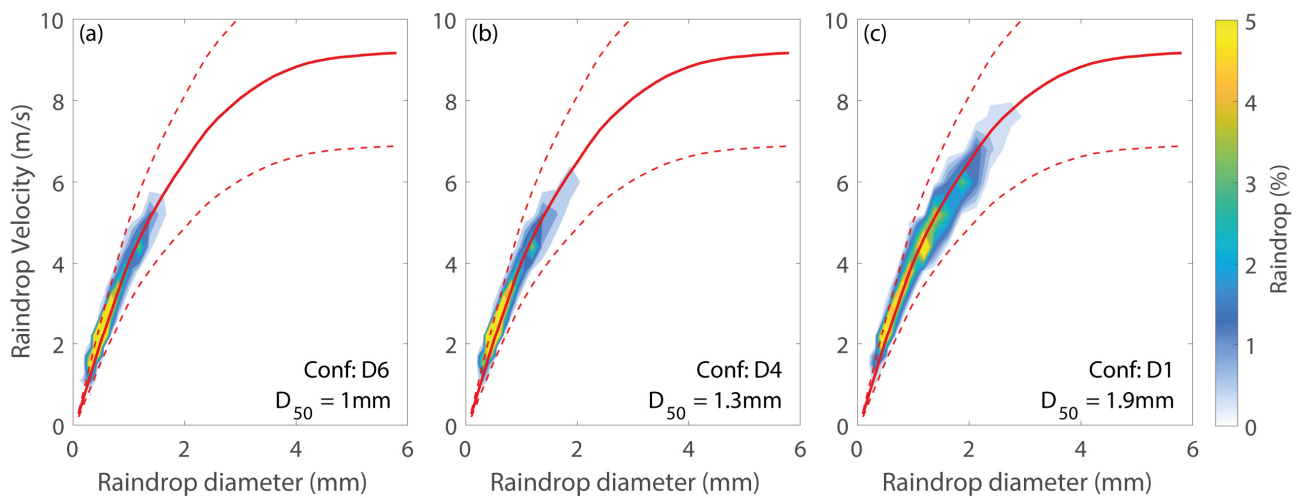 (a)
10
8
6
4
2
0
Raindrop Velocity (m/s)
Conf: D6
D50 = 1mm
0 2 4 6
Raindrop diameter (mm)
(b)
10
8
6
4
2
0
Conf: D4
D50 = 1.3mm
0 2 4 6
Raindrop diameter (mm)
(c)
10
8
6
4
2
0
Conf: D1
D50 = 1.9mm
0 2 4 6
Raindrop diameter (mm)
5
4
3
2
1
0
Raindrop (%)